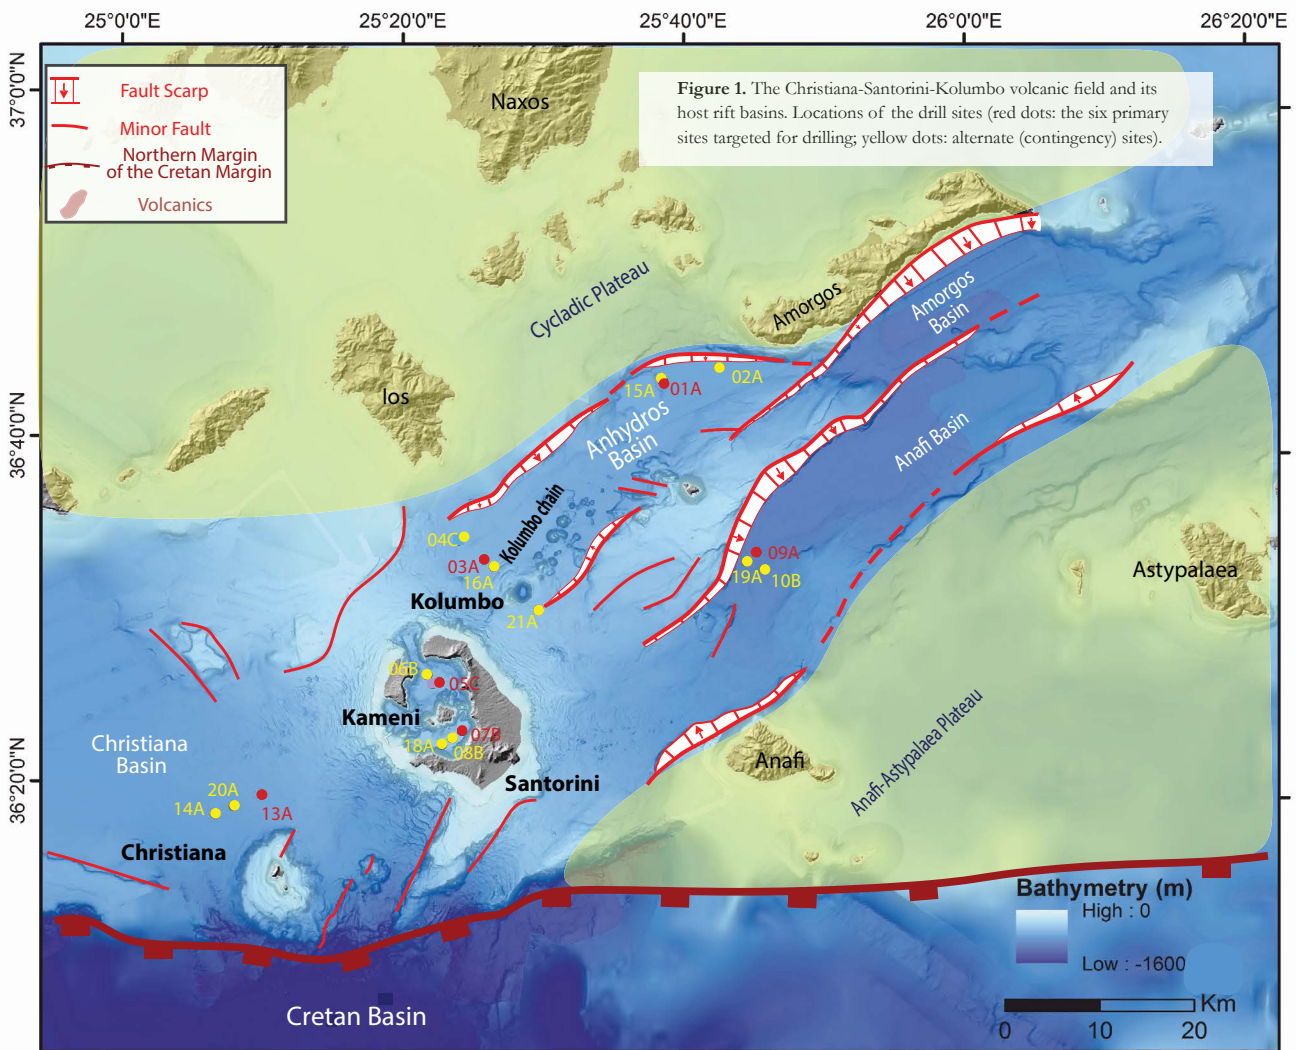 25°0'0"E
25°20'0"E
25°40'0"E
26°0'0"E
26°20'0"E
37°0'0"N
36°40'0"N
36°20'0"N
Fault Scarp
Minor Fault
Northern Margin
of the Cretan Margin
Volcanics
Figure 1. The Christiana-Santorini-Kolumbo volcanic field and its
host rift basins. Locations of the drill sites (red dots: the six primary
sites targeted for drilling; yellow dots: alternate (contingency) sites).
Naxos
Cycladic Plateau
Amorgos
Amorgos
Basin
Ios
15A
01A
02A
Anhydros
Basin
Anafi Basin
Kolumbo chain
04C
03A
16A
Kolumbo
21A
09A
19A
10B
Astypalaea
06B
05C
Kameni
07B
18A
08B
Santorini
Christiana
Basin
Anafi
Anafi-Astypalaea Plateau
20A
14A
13A
Christiana
Cretan Basin
Bathymetry (m)
High : 0
Low : -1600
Km
0
10
20